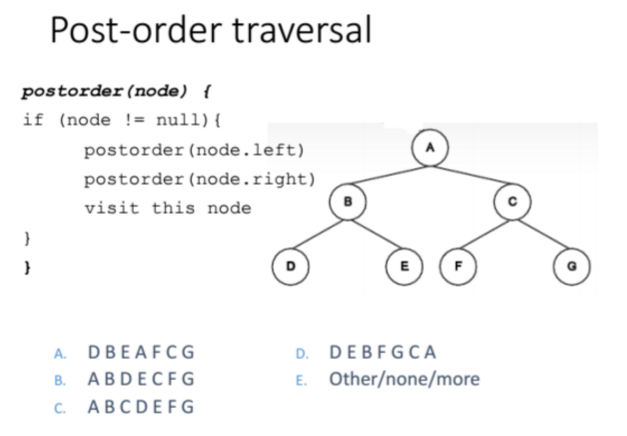 Post-order traversal
postorder(node) {
if (node != null){
postorder(node.left)
postorder(node.right)
visit this node
}
}
A
B
C
D
E
F
G
A. D B E A F C G
B. A B D E C F G
C. A B C D E F G
D. D E B F G C A
E. Other/none/more